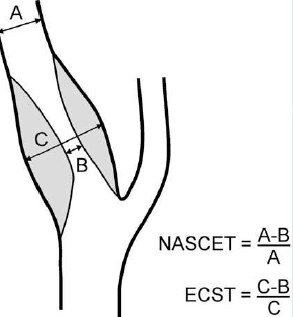 A
C
B
NASCET = A-B
A
ECST = C-B
C